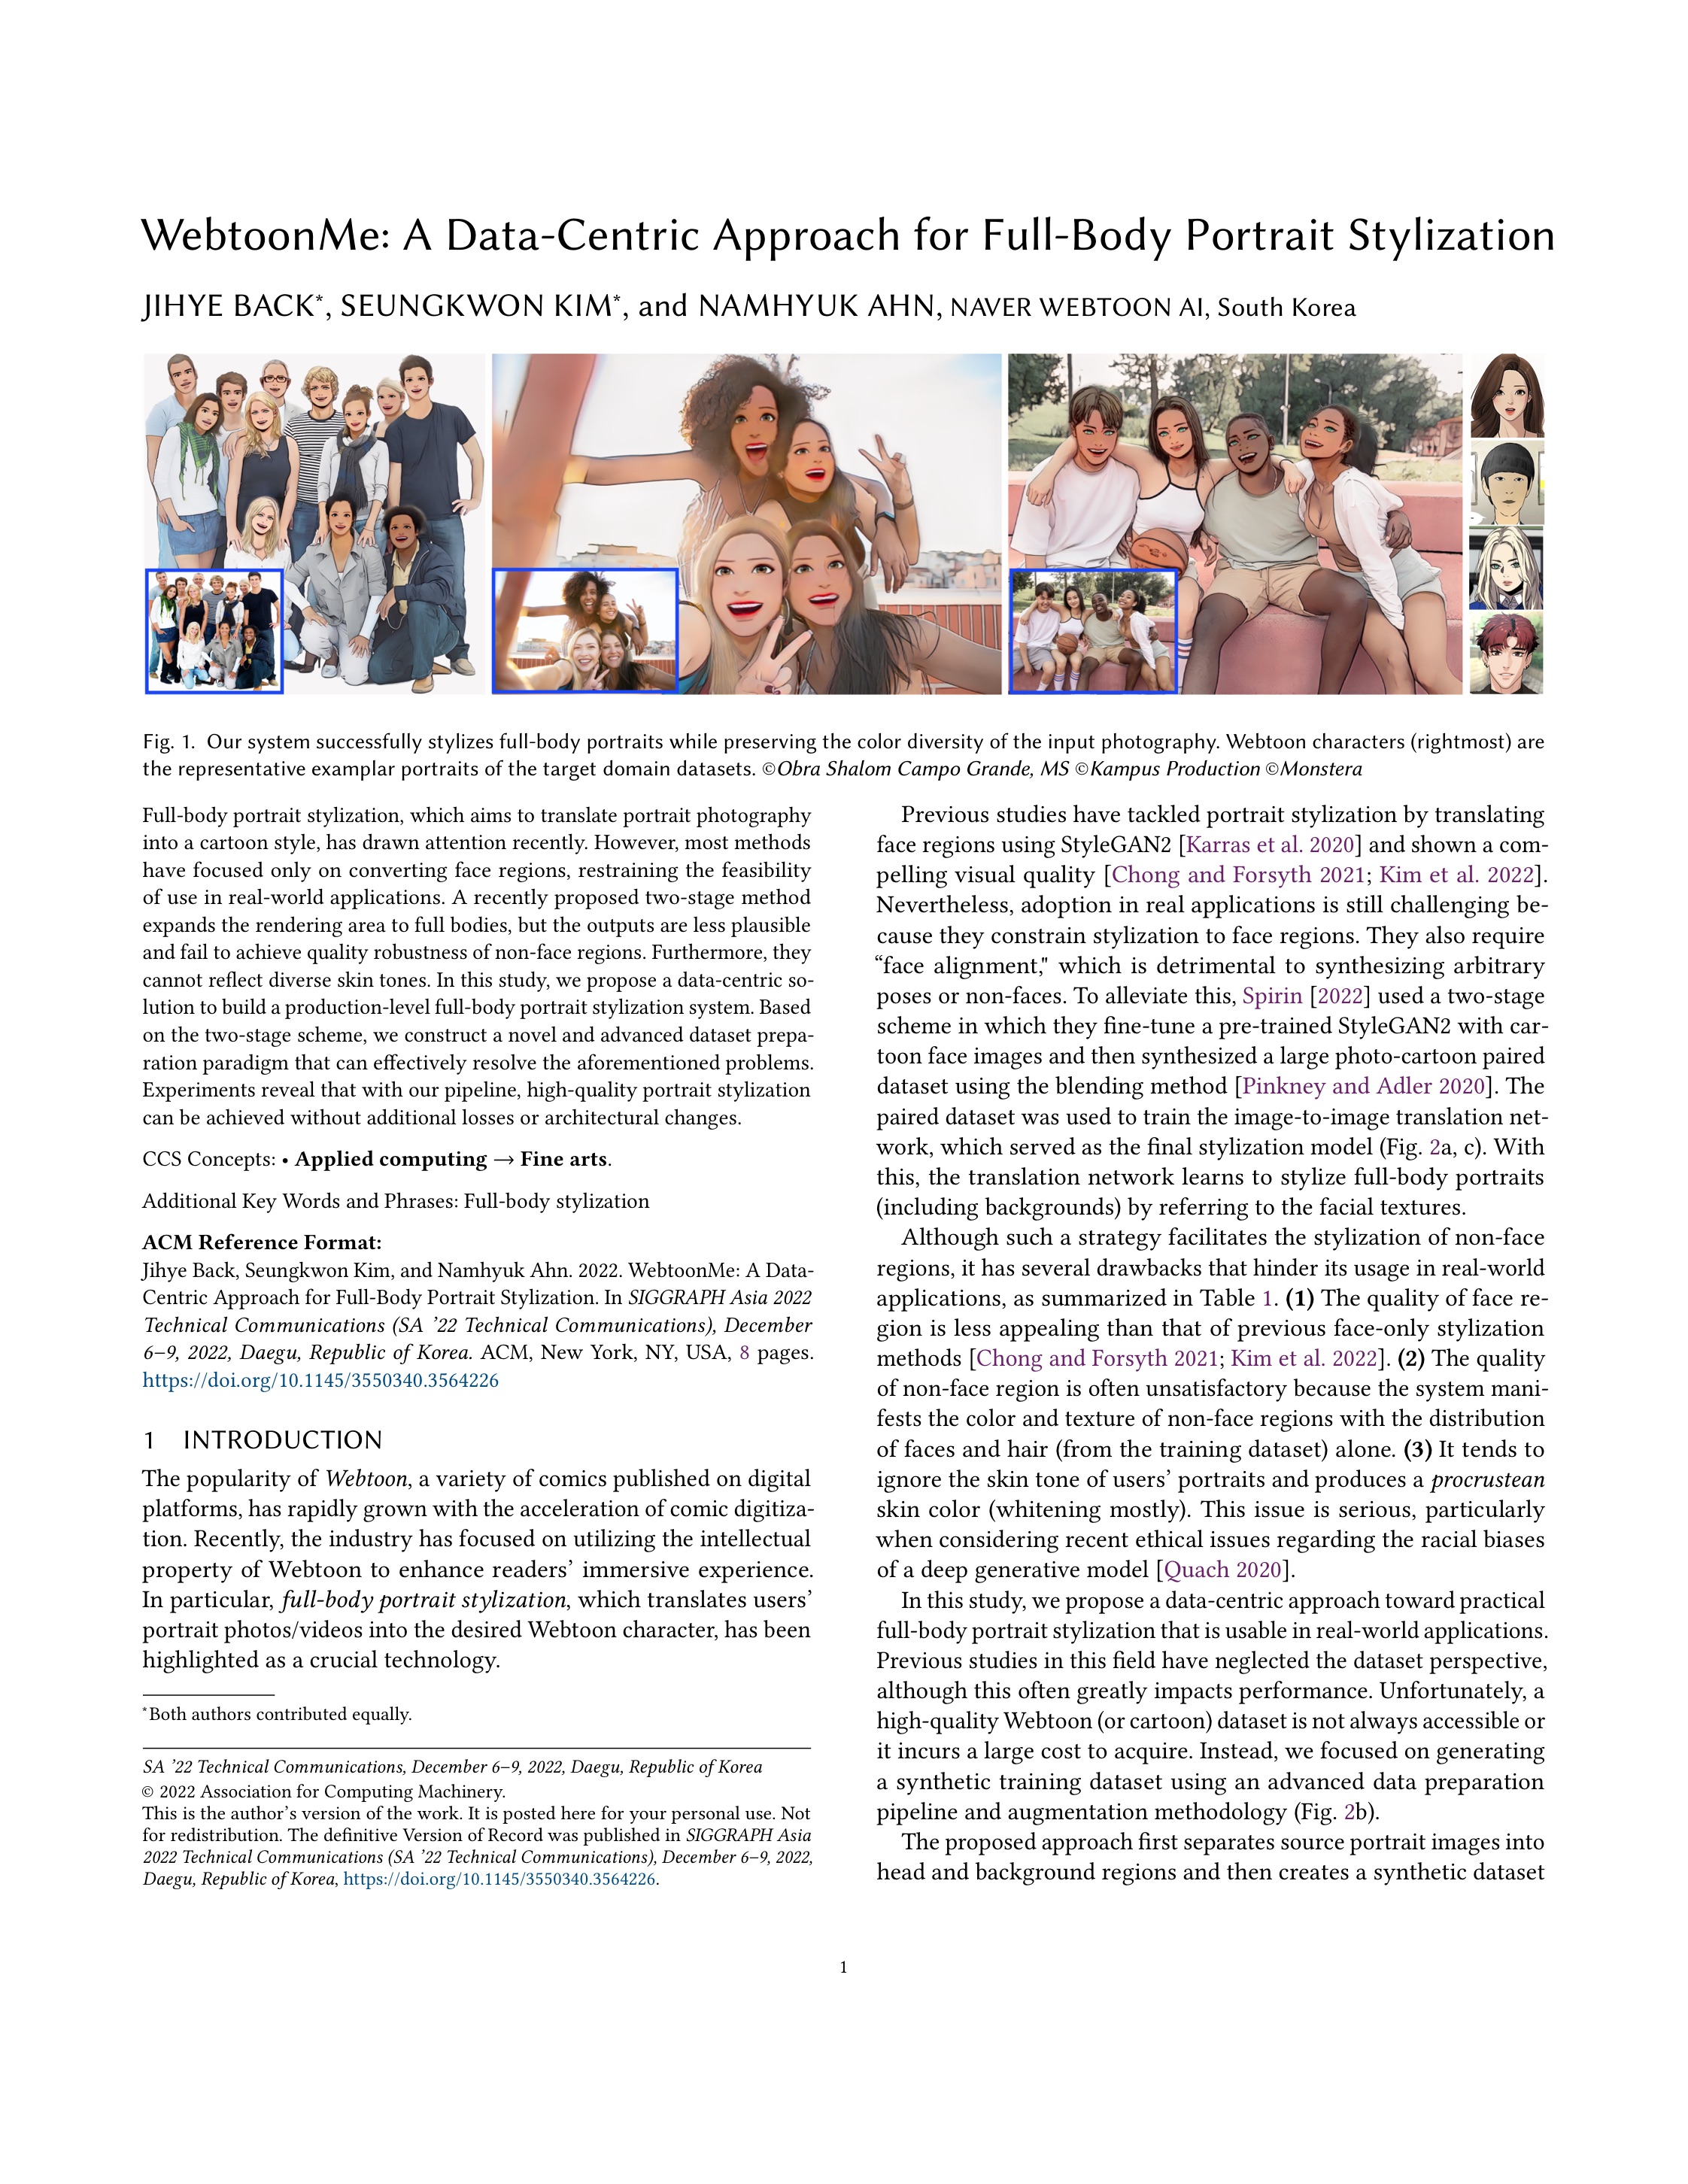 WebtoonMe: A Data-Centric Approach for Full-Body Portrait Stylization
JIHYE BACK*, SEUNGKWON KIM*, and NAMHYUK AHN, NAVER WEBTOON AI, South Korea
Fig. 1. Our system successfully stylizes full-body portraits while preserving the color diversity of the input photography. Webtoon characters (rightmost) are
the representative examplar portraits of the target domain datasets. ©Obra Shalom Campo Grande, MS ©Kampus Production ©Monstera
Full-body portrait stylization, which aims to translate portrait photography
into a cartoon style, has drawn attention recently. However, most methods
have focused only on converting face regions, restraining the feasibility
of use in real-world applications. A recently proposed two-stage method
expands the rendering area to full bodies, but the outputs are less plausible
and fail to achieve quality robustness of non-face regions. Furthermore, they
cannot reflect diverse skin tones. In this study, we propose a data-centric so-
lution to build a production-level full-body portrait stylization system. Based
on the two-stage scheme, we construct a novel and advanced dataset prepa-
ration paradigm that can effectively resolve the aforementioned problems.
Experiments reveal that with our pipeline, high-quality portrait stylization
can be achieved without additional losses or architectural changes.
CCS Concepts: • Applied computing → Fine arts.
Additional Key Words and Phrases: Full-body stylization
ACM Reference Format:
Jihye Back, Seungkwon Kim, and Namhyuk Ahn. 2022. WebtoonMe: A Data-
Centric Approach for Full-Body Portrait Stylization. In SIGGRAPH Asia 2022
Technical Communications (SA ’22 Technical Communications), December
6–9, 2022, Daegu, Republic of Korea. ACM, New York, NY, USA, 8 pages.
https://doi.org/10.1145/3550340.3564226
1 INTRODUCTION
The popularity of Webtoon, a variety of comics published on digital
platforms, has rapidly grown with the acceleration of comic digitiza-
tion. Recently, the industry has focused on utilizing the intellectual
property of Webtoon to enhance readers’ immersive experience.
In particular, full-body portrait stylization, which translates users’
portrait photos/videos into the desired Webtoon character, has been
highlighted as a crucial technology.
*Both authors contributed equally.
SA ’22 Technical Communications, December 6–9, 2022, Daegu, Republic of Korea
© 2022 Association for Computing Machinery.
This is the author’s version of the work. It is posted here for your personal use. Not
for redistribution. The definitive Version of Record was published in SIGGRAPH Asia
2022 Technical Communications (SA ’22 Technical Communications), December 6–9, 2022,
Daegu, Republic of Korea, https://doi.org/10.1145/3550340.3564226.
Previous studies have tackled portrait stylization by translating
face regions using StyleGAN2 [Karras et al. 2020] and shown a com-
pelling visual quality [Chong and Forsyth 2021; Kim et al. 2022].
Nevertheless, adoption in real applications is still challenging be-
cause they constrain stylization to face regions. They also require
“face alignment," which is detrimental to synthesizing arbitrary
poses or non-faces. To alleviate this, Spirin [2022] used a two-stage
scheme in which they fine-tune a pre-trained StyleGAN2 with car-
toon face images and then synthesized a large photo-cartoon paired
dataset using the blending method [Pinkney and Adler 2020]. The
paired dataset was used to train the image-to-image translation net-
work, which served as the final stylization model (Fig. 2a, c). With
this, the translation network learns to stylize full-body portraits
(including backgrounds) by referring to the facial textures.
Although such a strategy facilitates the stylization of non-face
regions, it has several drawbacks that hinder its usage in real-world
applications, as summarized in Table 1. (1) The quality of face re-
gion is less appealing than that of previous face-only stylization
methods [Chong and Forsyth 2021; Kim et al. 2022]. (2) The quality
of non-face region is often unsatisfactory because the system mani-
fests the color and texture of non-face regions with the distribution
of faces and hair (from the training dataset) alone. (3) It tends to
ignore the skin tone of users’ portraits and produces a procrustean
skin color (whitening mostly). This issue is serious, particularly
when considering recent ethical issues regarding the racial biases
of a deep generative model [Quach 2020].
In this study, we propose a data-centric approach toward practical
full-body portrait stylization that is usable in real-world applications.
Previous studies in this field have neglected the dataset perspective,
although this often greatly impacts performance. Unfortunately, a
high-quality Webtoon (or cartoon) dataset is not always accessible or
it incurs a large cost to acquire. Instead, we focused on generating
a synthetic training dataset using an advanced data preparation
pipeline and augmentation methodology (Fig. 2b).
The proposed approach first separates source portrait images into
head and background regions and then creates a synthetic dataset
1